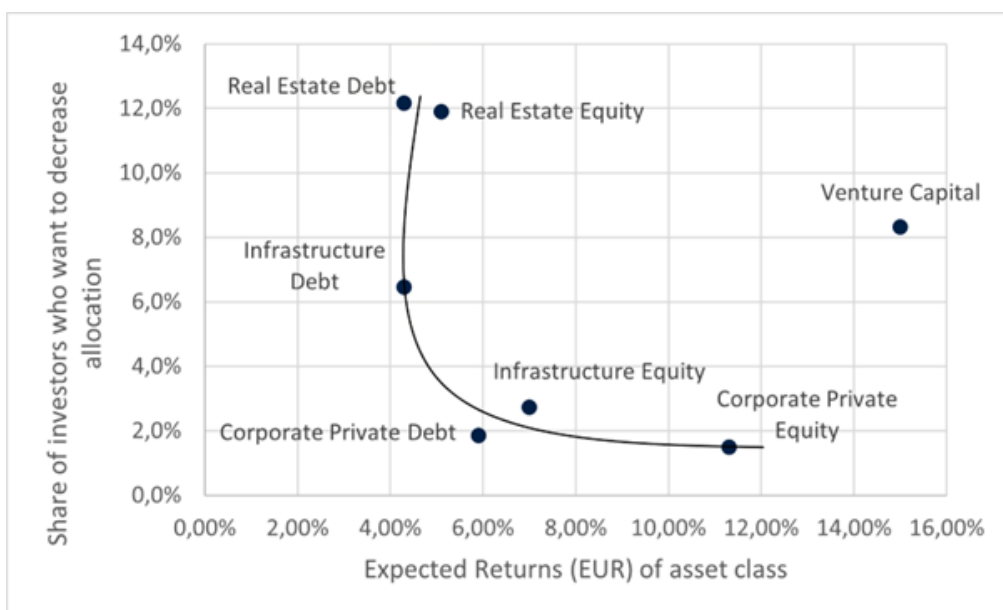 14,0%
12,0%
10,0%
8,0%
6,0%
4,0%
2,0%
0,0%
Share of investors who want to decrease
allocation
Real Estate Debt
Real Estate Equity
Venture Capital
Infrastructure
Debt
Infrastructure Equity
Corporate Private Debt
Corporate Private
Equity
0,00% 2,00% 4,00% 6,00% 8,00% 10,00% 12,00% 14,00% 16,00%
Expected Returns (EUR) of asset class